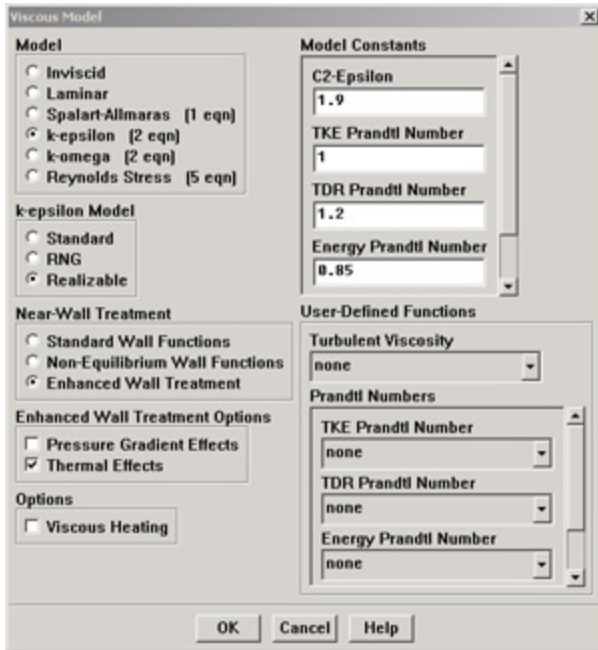 Viscous Model
Model
Inviscid
Laminar
Spalart-Allmaras (1 eqn)
k-epsilon (2 eqn)
k-omega (2 eqn)
Reynolds Stress (5 eqn)
k-epsilon Model
Standard
RNG
Realizable
Near-Wall Treatment
Standard Wall Functions
Non-Equilibrium Wall Functions
Enhanced Wall Treatment
Enhanced Wall Treatment Options
Pressure Gradient Effects
Thermal Effects
Options
Viscous Heating
Model Constants
C2-Epsilon
1.9
TKE Prandtl Number
1
TDR Prandtl Number
1.2
Energy Prandtl Number
0.85
User-Defined Functions
Turbulent Viscosity
none
Prandtl Numbers
TKE Prandtl Number
none
TDR Prandtl Number
none
Energy Prandtl Number
none
OK Cancel Help